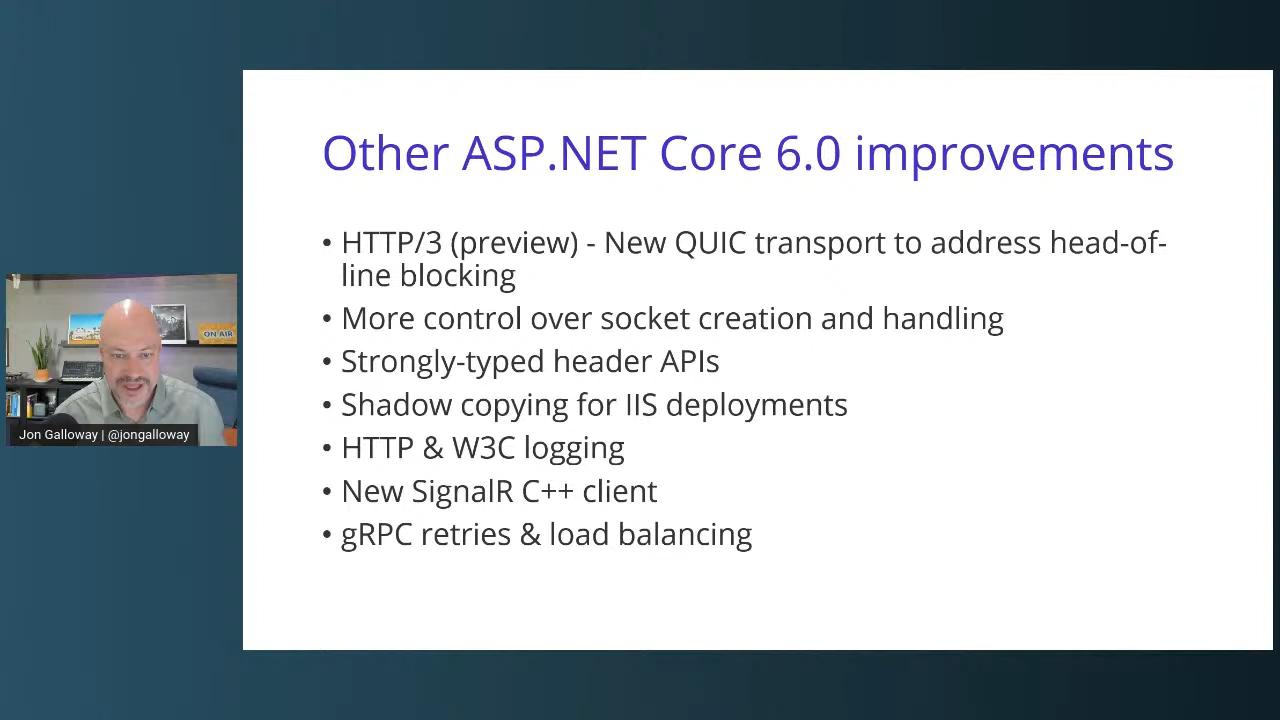 Other ASP.NET Core 6.0 improvements
• HTTP/3 (preview) - New QUIC transport to address head-of-
line blocking
• More control over socket creation and handling
• Strongly-typed header APIs
• Shadow copying for IIS deployments
• HTTP & W3C logging
• New SignalR C++ client
• gRPC retries & load balancing
ON AIR
Jon Galloway | @jongalloway